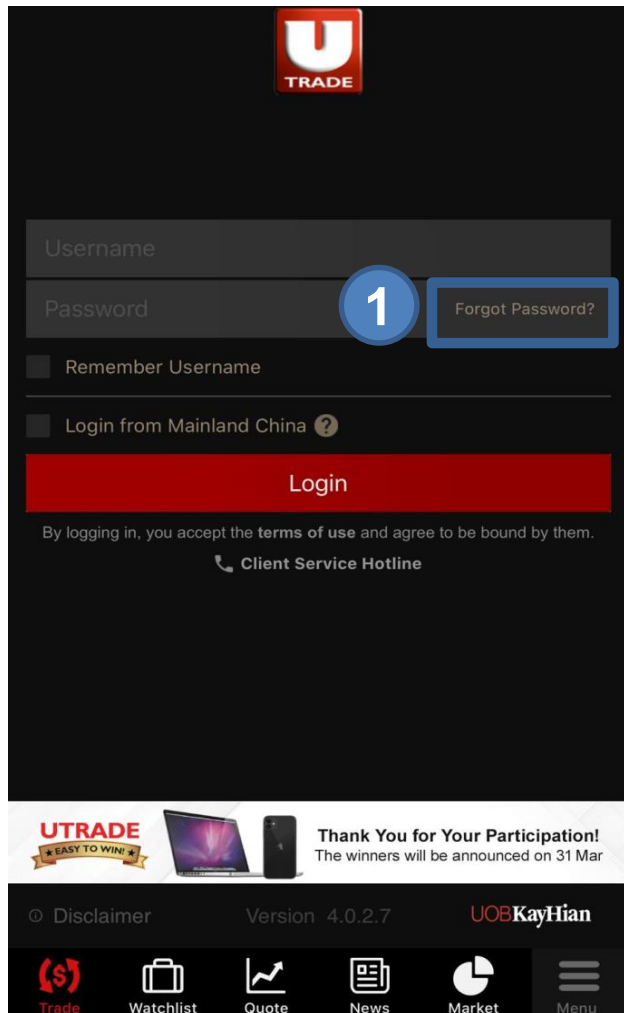 U
TRADE
Username
Password
1
Forgot Password?
Remember Username
Login from Mainland China ?
Login
By logging in, you accept the terms of use and agree to be bound by them.
Client Service Hotline
UTRADE
★ EASY TO WIN! ★
Thank You for Your Participation!
The winners will be announced on 31 Mar
Disclaimer
Version 4.0.2.7
UOBKayHian
($)
Trade
Watchlist
Quote
News
Market
Menu